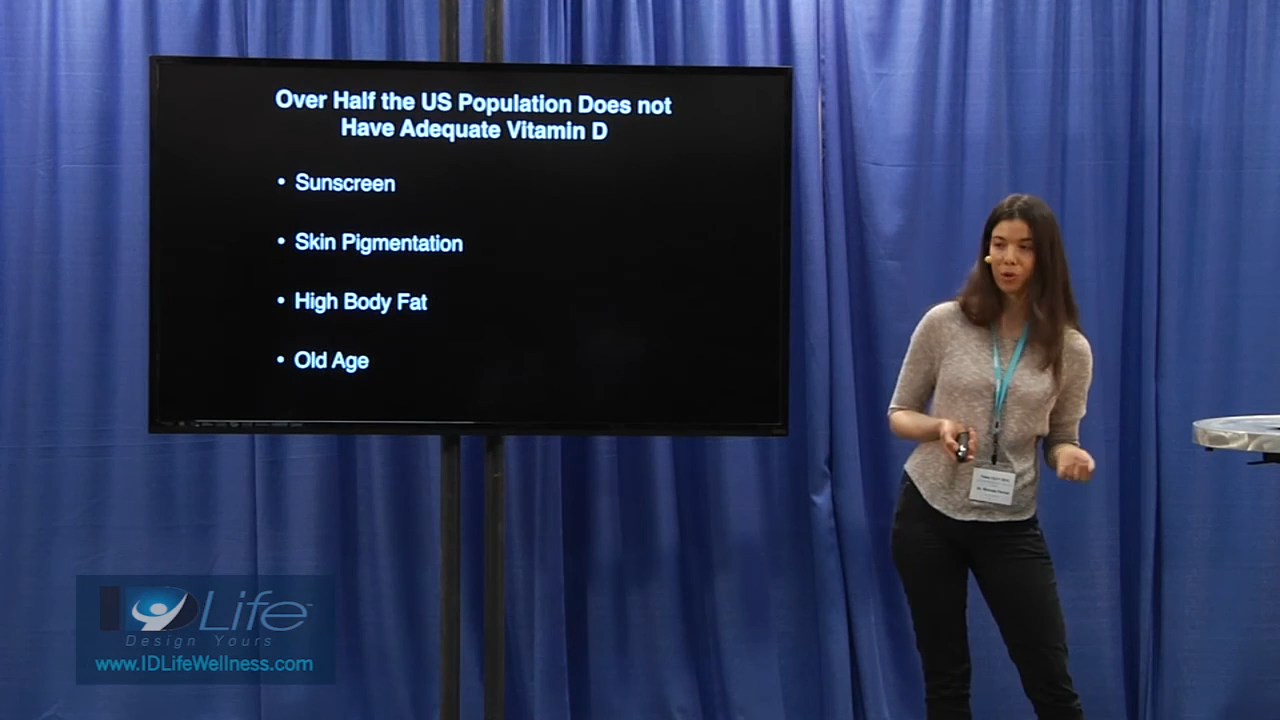 Over Half the US Population Does not
Have Adequate Vitamin D
• Sunscreen
• Skin Pigmentation
• High Body Fat
• Old Age
IDLife
Design Yours
www.IDLifeWellness.com